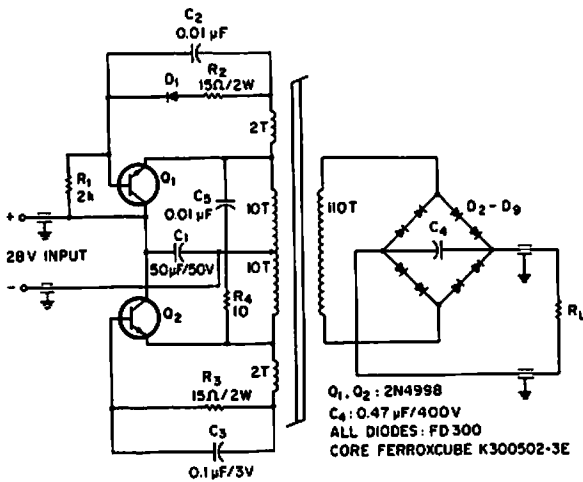 C2
0.01 µF
D1
R2
15Ω/2W
2T
R1
2k
Q1
C5
0.01 µF
10T
110T
D2 – D9
C4
+
28V INPUT
–
C1
50µF/50V
10T
R4
10
RL
Q2
2T
R3
15Ω/2W
C3
0.1µF/3V
Q1, Q2 : 2N4998
C4: 0.47 µF/400V
ALL DIODES: FD300
CORE FERROXCUBE K300502-3E